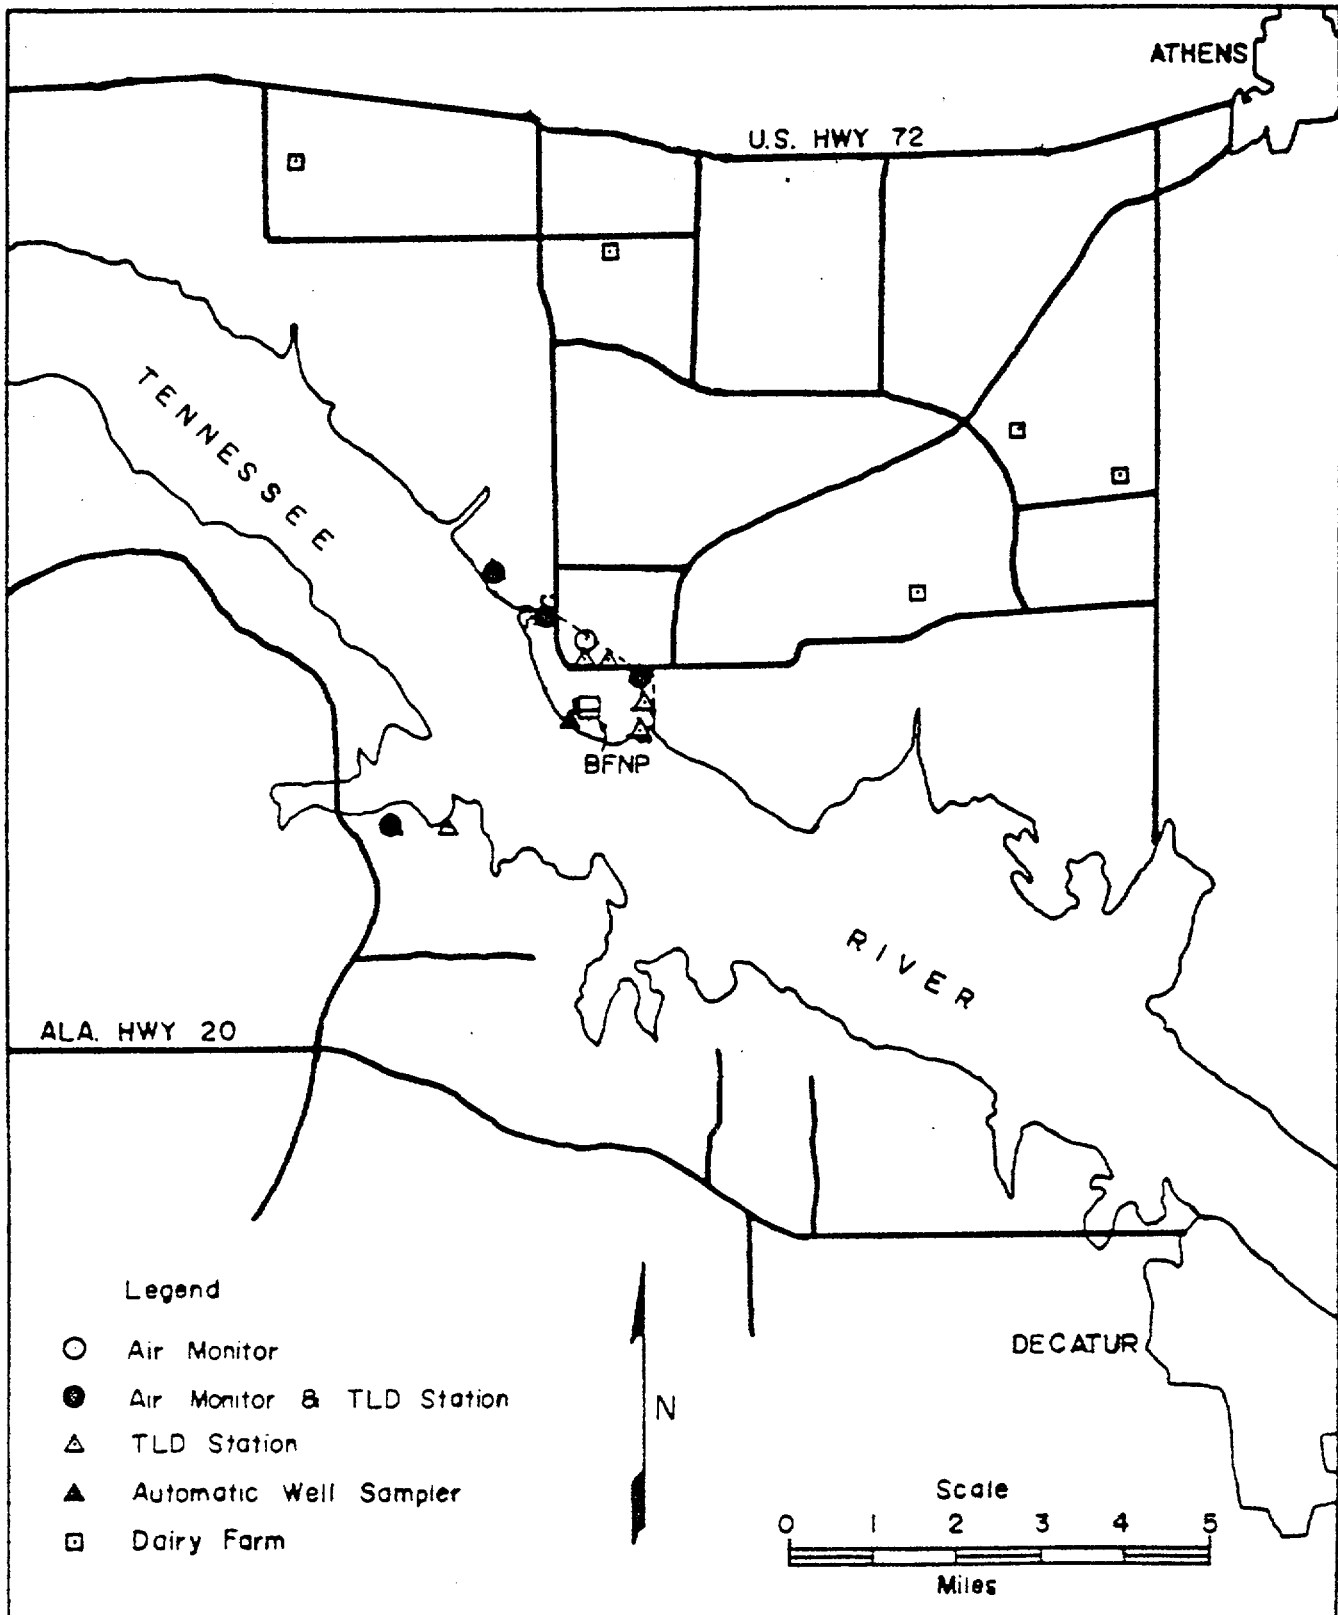 ATHENS
U.S. HWY 72
TENNESSEE
BFNP
RIVER
ALA. HWY 20
DECATUR
Legend
Air Monitor
Air Monitor & TLD Station
TLD Station
Automatic Well Sampler
Dairy Farm
N
Scale
0 1 2 3 4 5
Miles